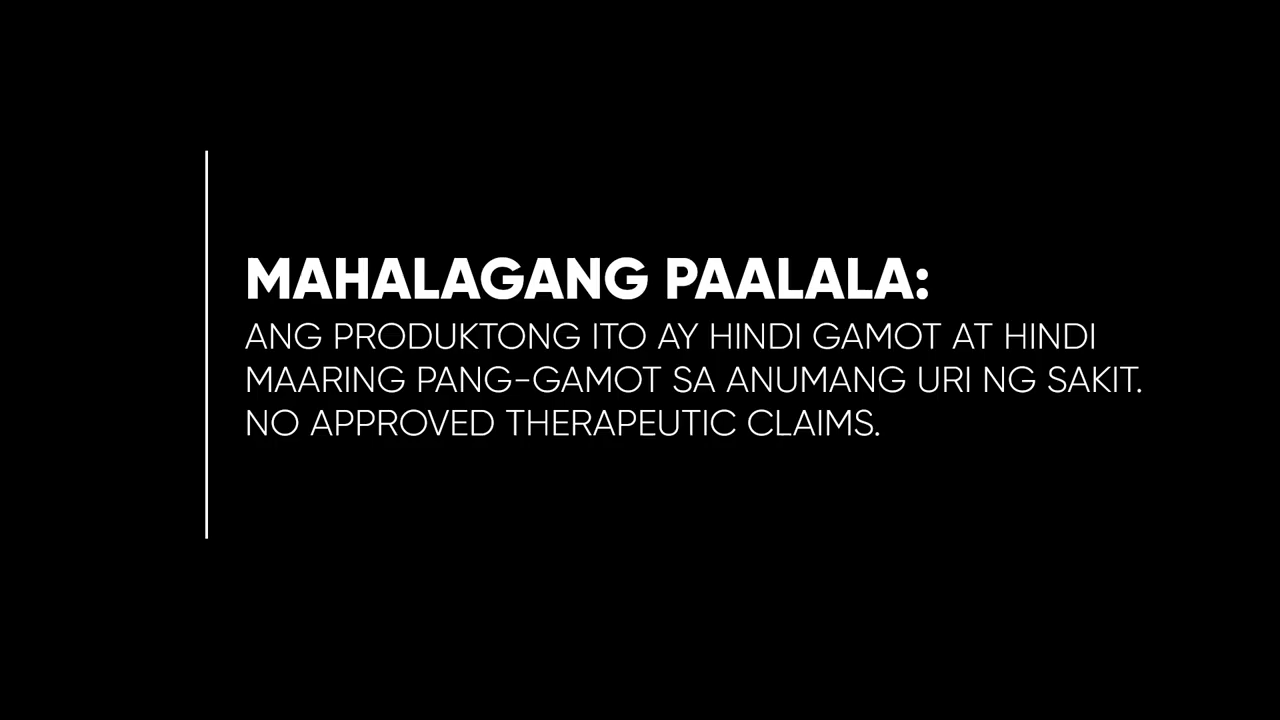 MAHALAGANG PAALALA:
ANG PRODUKTONG ITO AY HINDI GAMOT AT HINDI
MAARING PANG-GAMOT SA ANUMANG URI NG SAKIT.
NO APPROVED THERAPEUTIC CLAIMS.